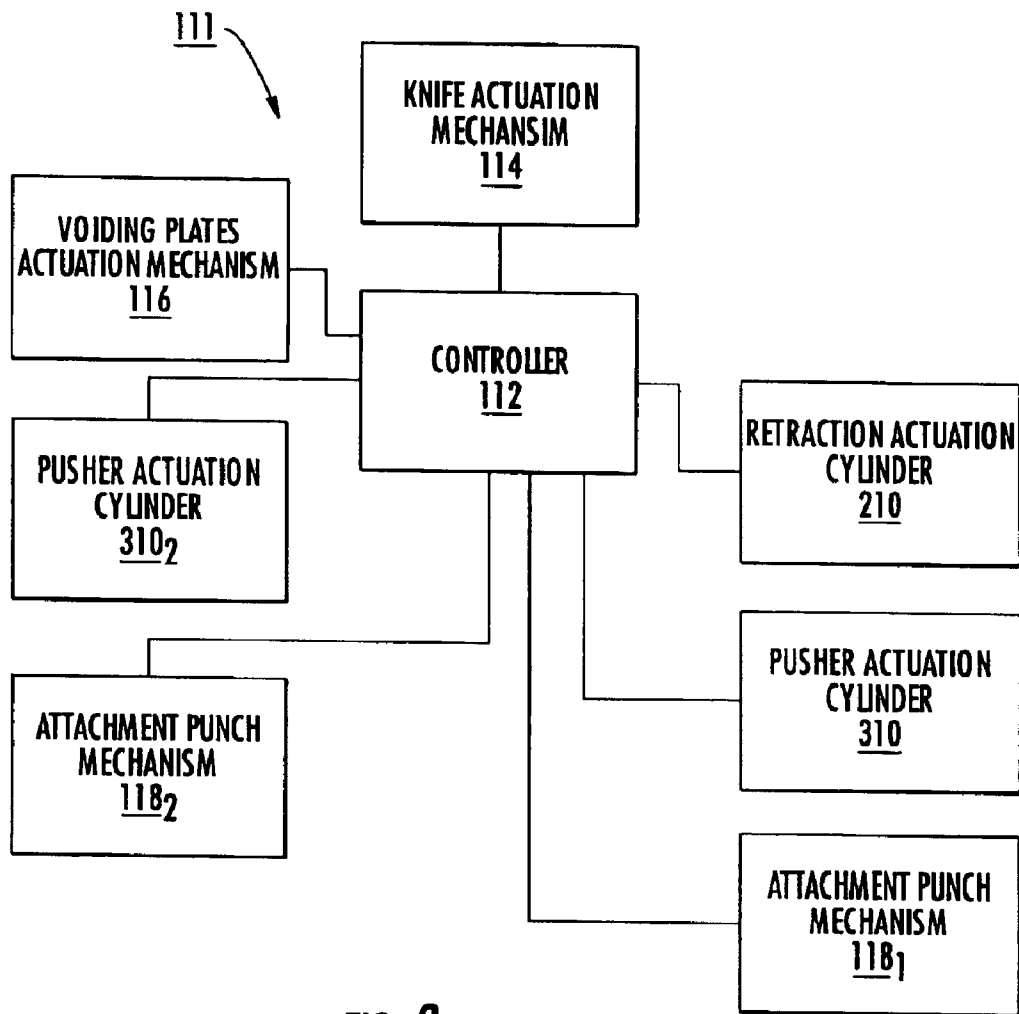 111
KNIFE ACTUATION
MECHANSIM
114
VOIDING PLATES
ACTUATION MECHANISM
116
CONTROLLER
112
RETRACTION ACTUATION
CYLINDER
210
PUSHER ACTUATION
CYLINDER
310₂
PUSHER ACTUATION
CYLINDER
310
ATTACHMENT PUNCH
MECHANISM
118₂
ATTACHMENT PUNCH
MECHANISM
118₁